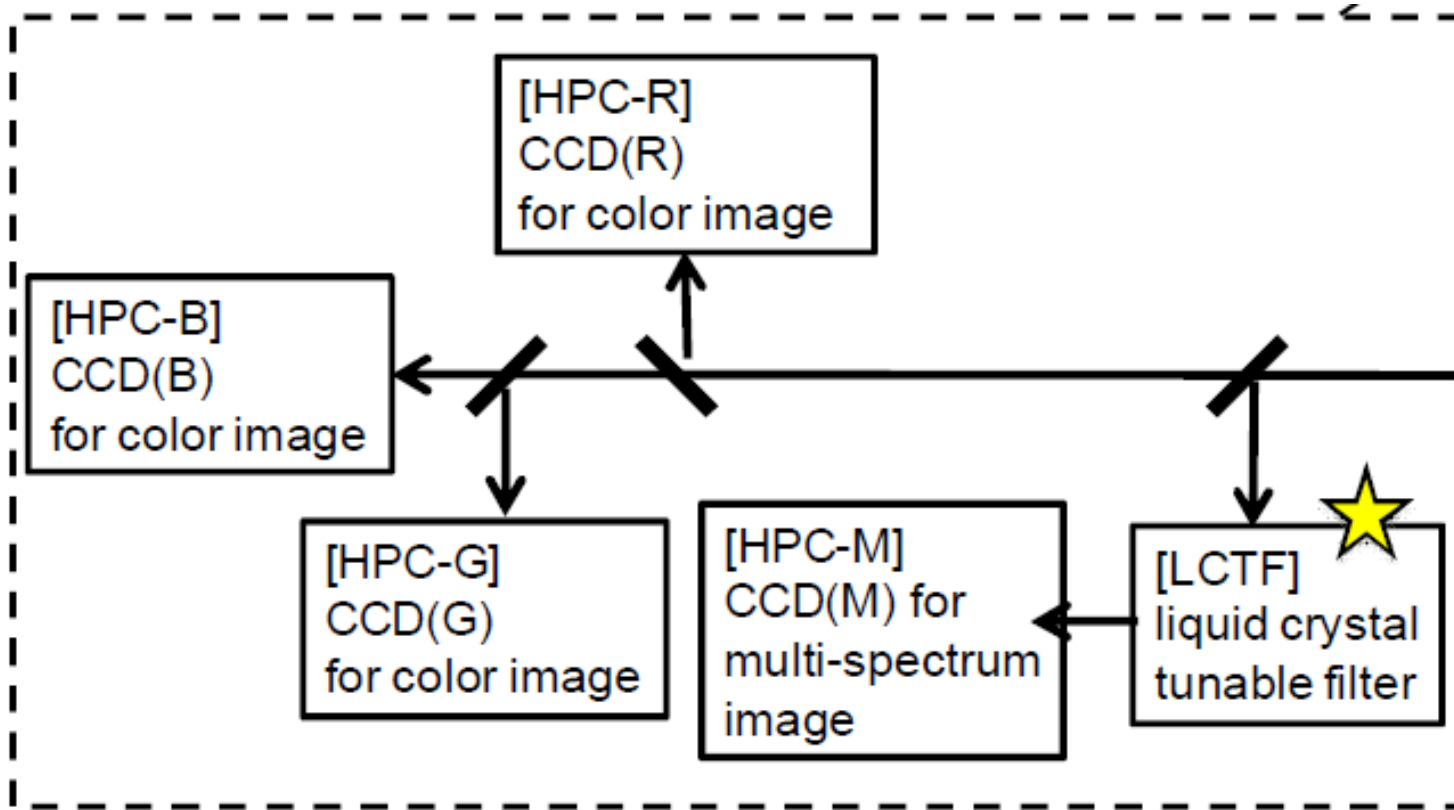 [HPC-R]
CCD(R)
for color image
[HPC-B]
CCD(B)
for color image
[HPC-G]
CCD(G)
for color image
[HPC-M]
CCD(M) for
multi-spectrum
image
[LCTF]
liquid crystal
tunable filter